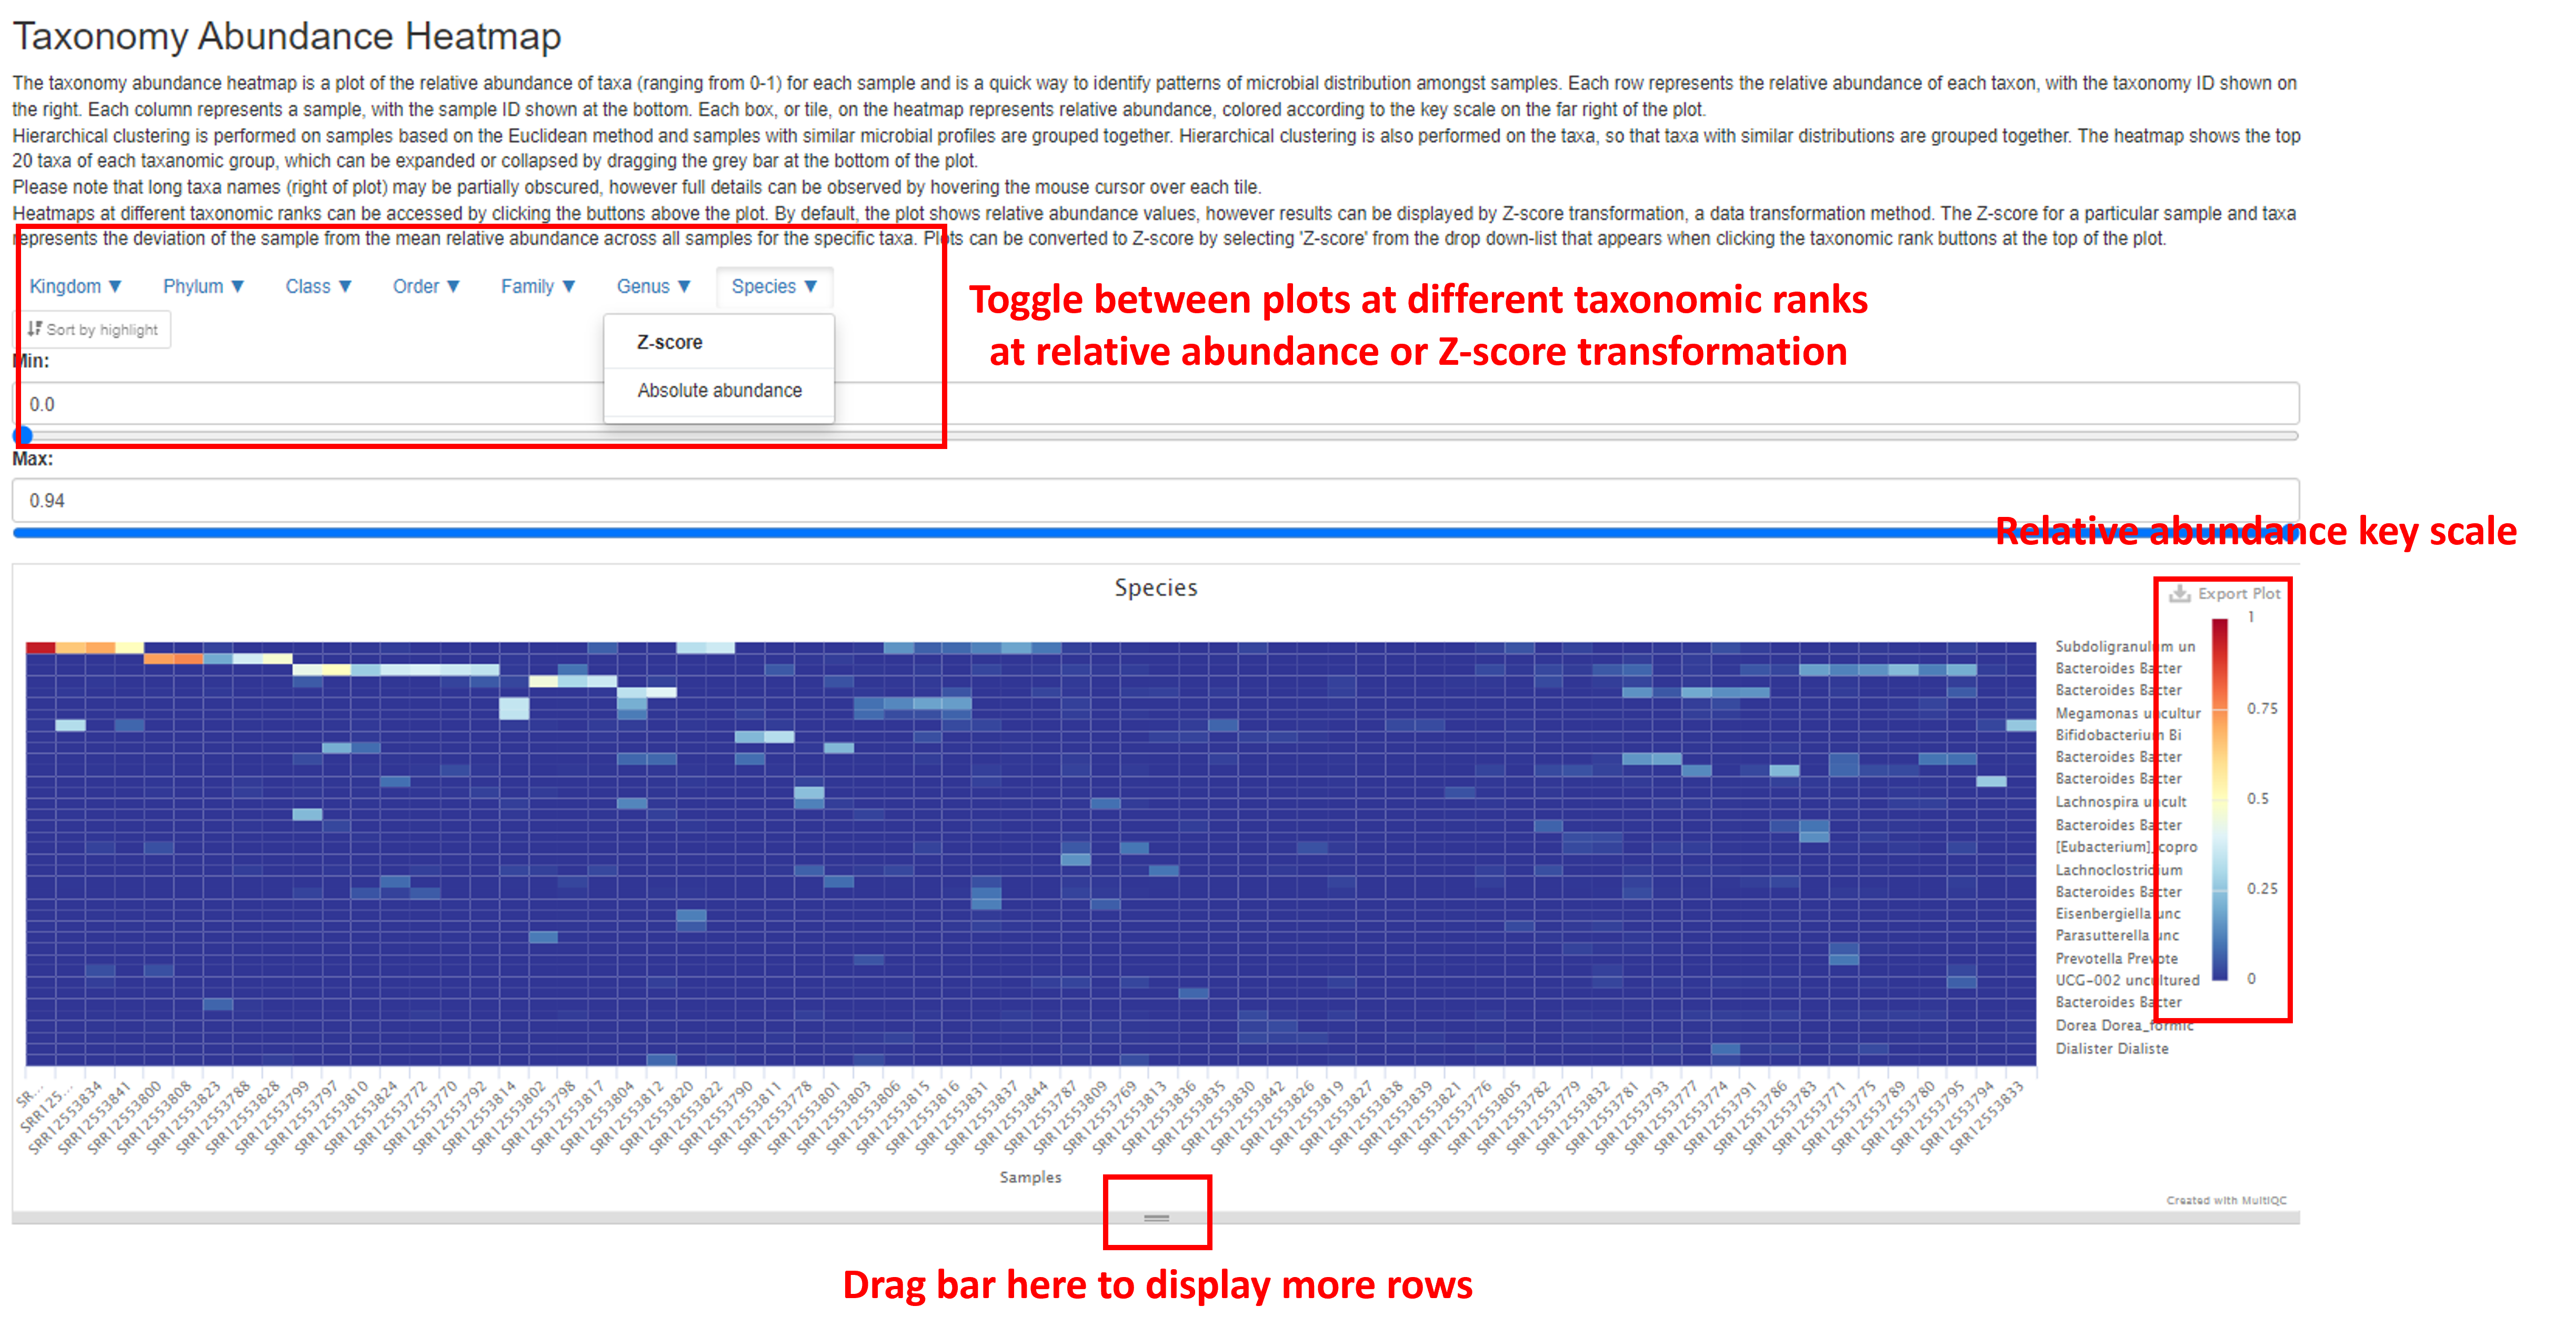 Taxonomy Abundance Heatmap
The taxonomy abundance heatmap is a plot of the relative abundance of taxa (ranging from 0-1) for each sample and is a quick way to identify patterns of microbial distribution amongst samples. Each row represents the relative abundance of each taxon, with the taxonomy ID shown on
the right. Each column represents a sample, with the sample ID shown at the bottom. Each box, or tile, on the heatmap represents relative abundance, colored according to the key scale on the far right of the plot.
Hierarchical clustering is performed on samples based on the Euclidean method and samples with similar microbial profiles are grouped together. Hierarchical clustering is also performed on the taxa, so that taxa with similar distributions are grouped together. The heatmap shows the top
20 taxa of each taxanomic group, which can be expanded or collapsed by dragging the grey bar at the bottom of the plot.
Please note that long taxa names (right of plot) may be partially obscured, however full details can be observed by hovering the mouse cursor over each tile.
Heatmaps at different taxonomic ranks can be accessed by clicking the buttons above the plot. By default, the plot shows relative abundance values, however results can be displayed by Z-score transformation, a data transformation method. The Z-score for a particular sample and taxa
represents the deviation of the sample from the mean relative abundance across all samples for the specific taxa. Plots can be converted to Z-score by selecting 'Z-score' from the drop down-list that appears when clicking the taxonomic rank buttons at the top of the plot.
Kingdom ▼ Phylum ▼ Class ▼ Order ▼ Family ▼ Genus ▼ Species ▼
Toggle between plots at different taxonomic ranks
at relative abundance or Z-score transformation
Sort by highlight
Z-score
Absolute abundance
Min:
0.0
Max:
0.94
Relative abundance key scale
Species
Export Plot
1
0.75
0.5
0.25
0
Subdoligranulum un
Bacteroides Bacter
Bacteroides Bacter
Megamonas uncultur
Bifidobacterium Bi
Bacteroides Bacter
Bacteroides Bacter
Lachnospira uncult
Bacteroides Bacter
[Eubacterium]_copro
Lachnoclostridium
Bacteroides Bacter
Eisenbergiella unc
Parasutterella unc
Prevotella Prevote
UCG-002 uncultured
Bacteroides Bacter
Dorea Dorea_formic
Dialister Dialiste
SR..
SRR125...
SRR12553834
SRR12553841
SRR12553800
SRR12553808
SRR12553823
SRR12553788
SRR12553828
SRR12553799
SRR12553797
SRR12553810
SRR12553824
SRR12553772
SRR12553770
SRR12553792
SRR12553814
SRR12553802
SRR12553798
SRR12553817
SRR12553804
SRR12553812
SRR12553820
SRR12553822
SRR12553790
SRR12553811
SRR12553778
SRR12553801
SRR12553803
SRR12553806
SRR12553815
SRR12553816
SRR12553831
SRR12553837
SRR12553844
SRR12553787
SRR12553809
SRR12553769
SRR12553813
SRR12553836
SRR12553835
SRR12553830
SRR12553842
SRR12553826
SRR12553819
SRR12553827
SRR12553838
SRR12553839
SRR12553821
SRR12553776
SRR12553805
SRR12553782
SRR12553779
SRR12553832
SRR12553781
SRR12553793
SRR12553777
SRR12553774
SRR12553791
SRR12553786
SRR12553783
SRR12553771
SRR12553775
SRR12553789
SRR12553780
SRR12553795
SRR12553794
SRR12553833
Samples
Created with MultiQC
Drag bar here to display more rows